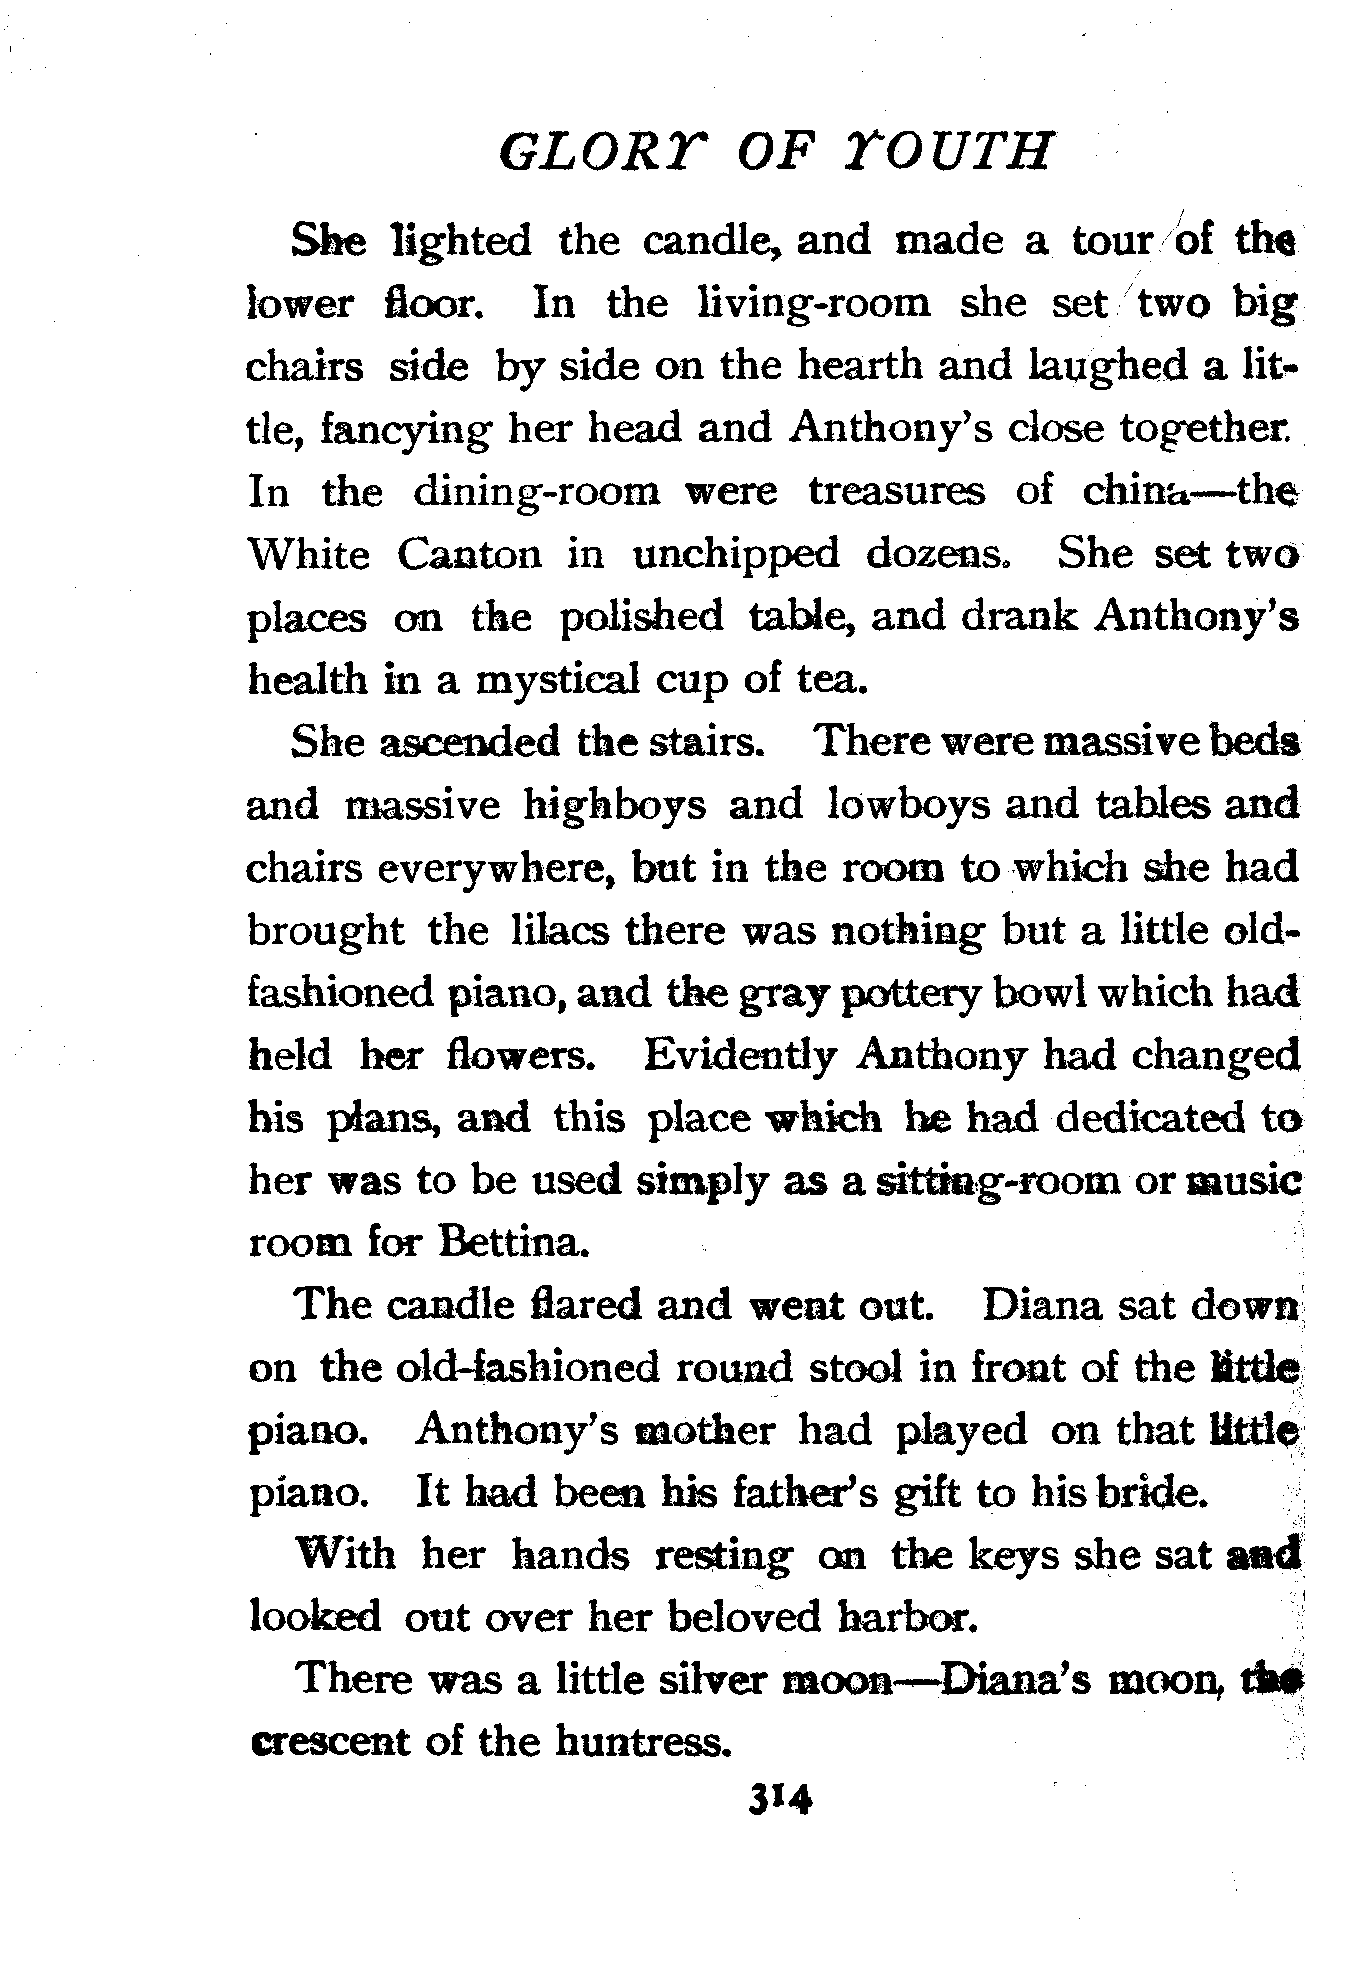 GLORY OF YOUTH
She lighted the candle, and made a tour of the
lower floor. In the living-room she set two big
chairs side by side on the hearth and laughed a lit-
tle, fancying her head and Anthony's close together.
In the dining-room were treasures of china—the
White Canton in unchipped dozens. She set two
places on the polished table, and drank Anthony's
health in a mystical cup of tea.
She ascended the stairs. There were massive beds
and massive highboys and lowboys and tables and
chairs everywhere, but in the room to which she had
brought the lilacs there was nothing but a little old-
fashioned piano, and the gray pottery bowl which had
held her flowers. Evidently Anthony had changed
his plans, and this place which he had dedicated to
her was to be used simply as a sitting-room or music
room for Bettina.
The candle flared and went out. Diana sat down
on the old-fashioned round stool in front of the little
piano. Anthony's mother had played on that little
piano. It had been his father's gift to his bride.
With her hands resting on the keys she sat and
looked out over her beloved harbor.
There was a little silver moon—Diana's moon, the
crescent of the huntress.
314